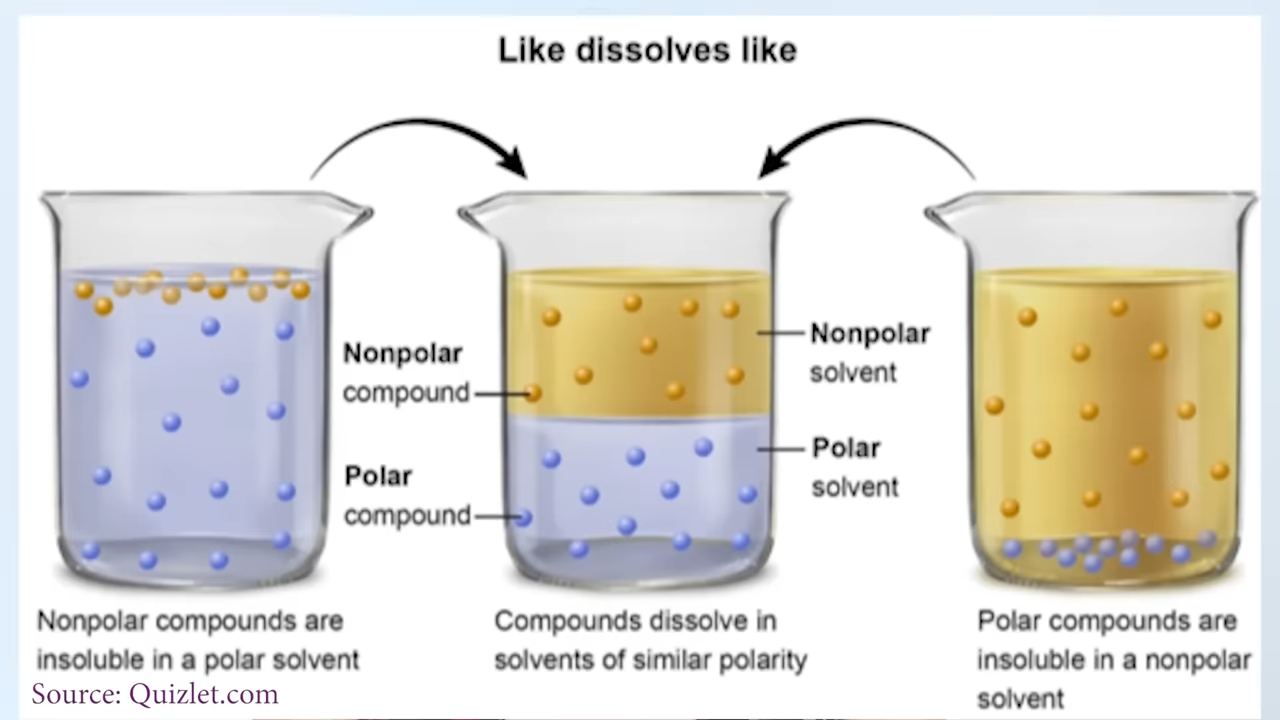 Like dissolves like
Nonpolar
compound
Polar
compound
Nonpolar
solvent
Polar
solvent
Nonpolar compounds are
insoluble in a polar solvent
Compounds dissolve in
solvents of similar polarity
Polar compounds are
insoluble in a nonpolar
solvent
Source: Quizlet.com